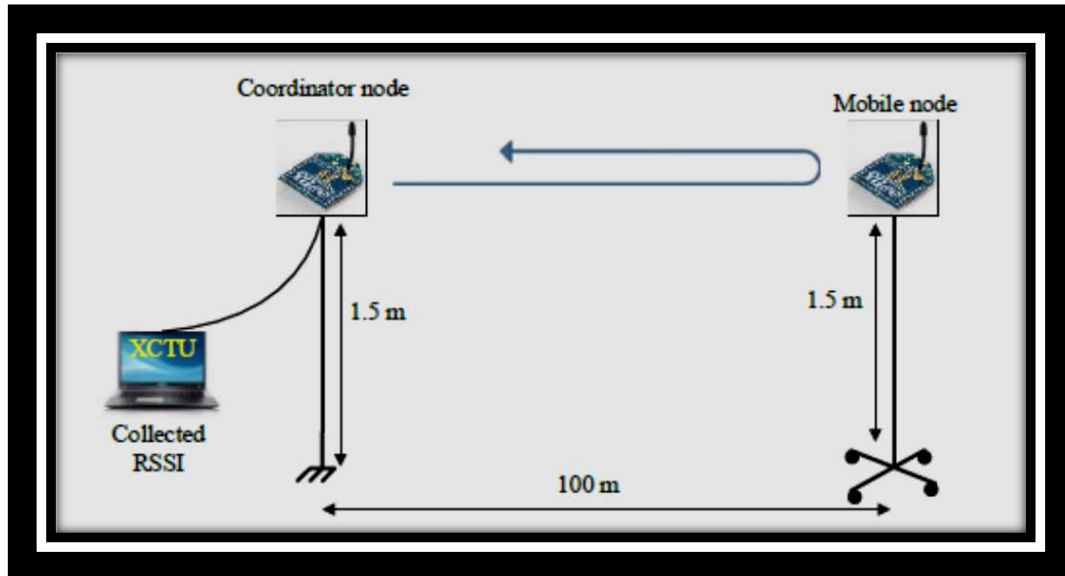 Coordinator node
Mobile node
1.5 m
1.5 m
XCTU
Collected
RSSI
100 m